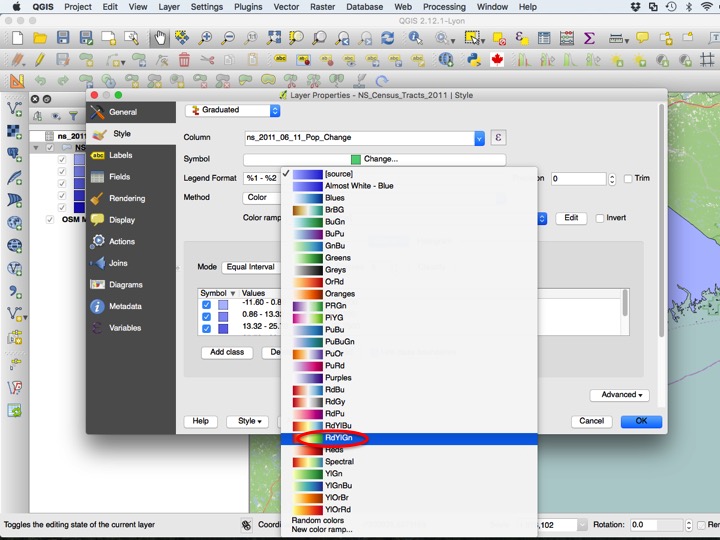 QGIS Project Edit View Layer Settings Plugins Vector Raster Database Web Processing Window Help
QGIS 2.12.1-Lyon
Layer Properties - NS_Census_Tracts_2011 | Style
General
Style
Labels
Fields
Rendering
Display
Actions
Joins
Diagrams
Metadata
Variables
ns_2011
NS
OSM M
Graduated
Column ns_2011_06_11_Pop_Change ε
Symbol Change...
Legend Format %1 - %2
on 0 Trim
Method Color
Color ramp
Edit Invert
Mode Equal Interval
Symbol Values
-11.60 - 0.8
0.86 - 13.3
13.32 - 25.
Add class De
Advanced
Help Style Cancel OK
[source]
Almost White - Blue
Blues
BrBG
BuGn
BuPu
GnBu
Greens
Greys
OrRd
Oranges
PRGn
PiYG
PuBu
PuBuGn
PuOr
PuRd
Purples
RdBu
RdGy
RdPu
RdYlBu
RdYlGn
Reds
Spectral
YlGn
YlGnBu
YlOrBr
YlOrRd
Random colors
New color ramp...
Toggles the editing state of the current layer Coordi ,102 Rotation: 0.0 Ren